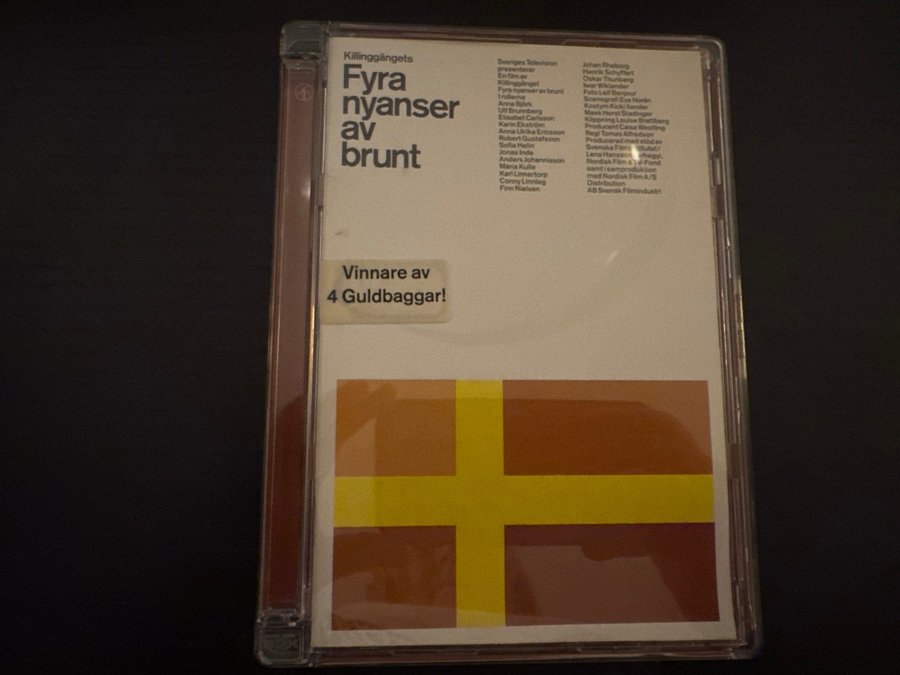 Killinggängets
Fyra
nyanser
av
brunt
Sveriges Television
presenterar
En film av
Killinggänget
Fyra nyanser av brunt
I rollerna
Anna Björk
Ulf Brunnberg
Elisabet Carlsson
Karin Ekström
Anna Ulrika Ericsson
Robert Gustafsson
Sofia Helin
Jonas Inde
Anders Johannisson
Maria Kulle
Karl Linnertorp
Conny Linnteg
Finn Nielsen
Johan Rheborg
Henrik Schyffert
Oskar Thunberg
Iwar Wiklander
Foto Leif Benjour
Scenografi Eva Norén
Kostym Kicki Ilander
Mask Horst Stadinger
Klippning Louise Brattberg
Producent Caisa Westling
Regi Tomas Alfredson
Producerad med stöd av
Svenska
Lena
Nordisk Film & TV-Fond
samt i samproduktion
med Nordisk Film A/S
Distribution
AB Svensk Filmindustri
Vinnare av
4 Guldbaggar!